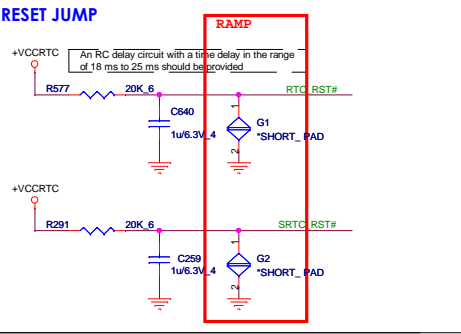 RESET JUMP
RAMP
+VCCRTC
An RC delay circuit with a time delay in the range
of 18 ms to 25 ms should be provided
R577 20K_6 RTC_RST#
C640
1u/6.3V_4
1
G1
*SHORT_PAD
2
+VCCRTC
R291 20K_6 SRTC_RST#
C259
1u/6.3V_4
1
G2
*SHORT_PAD
2